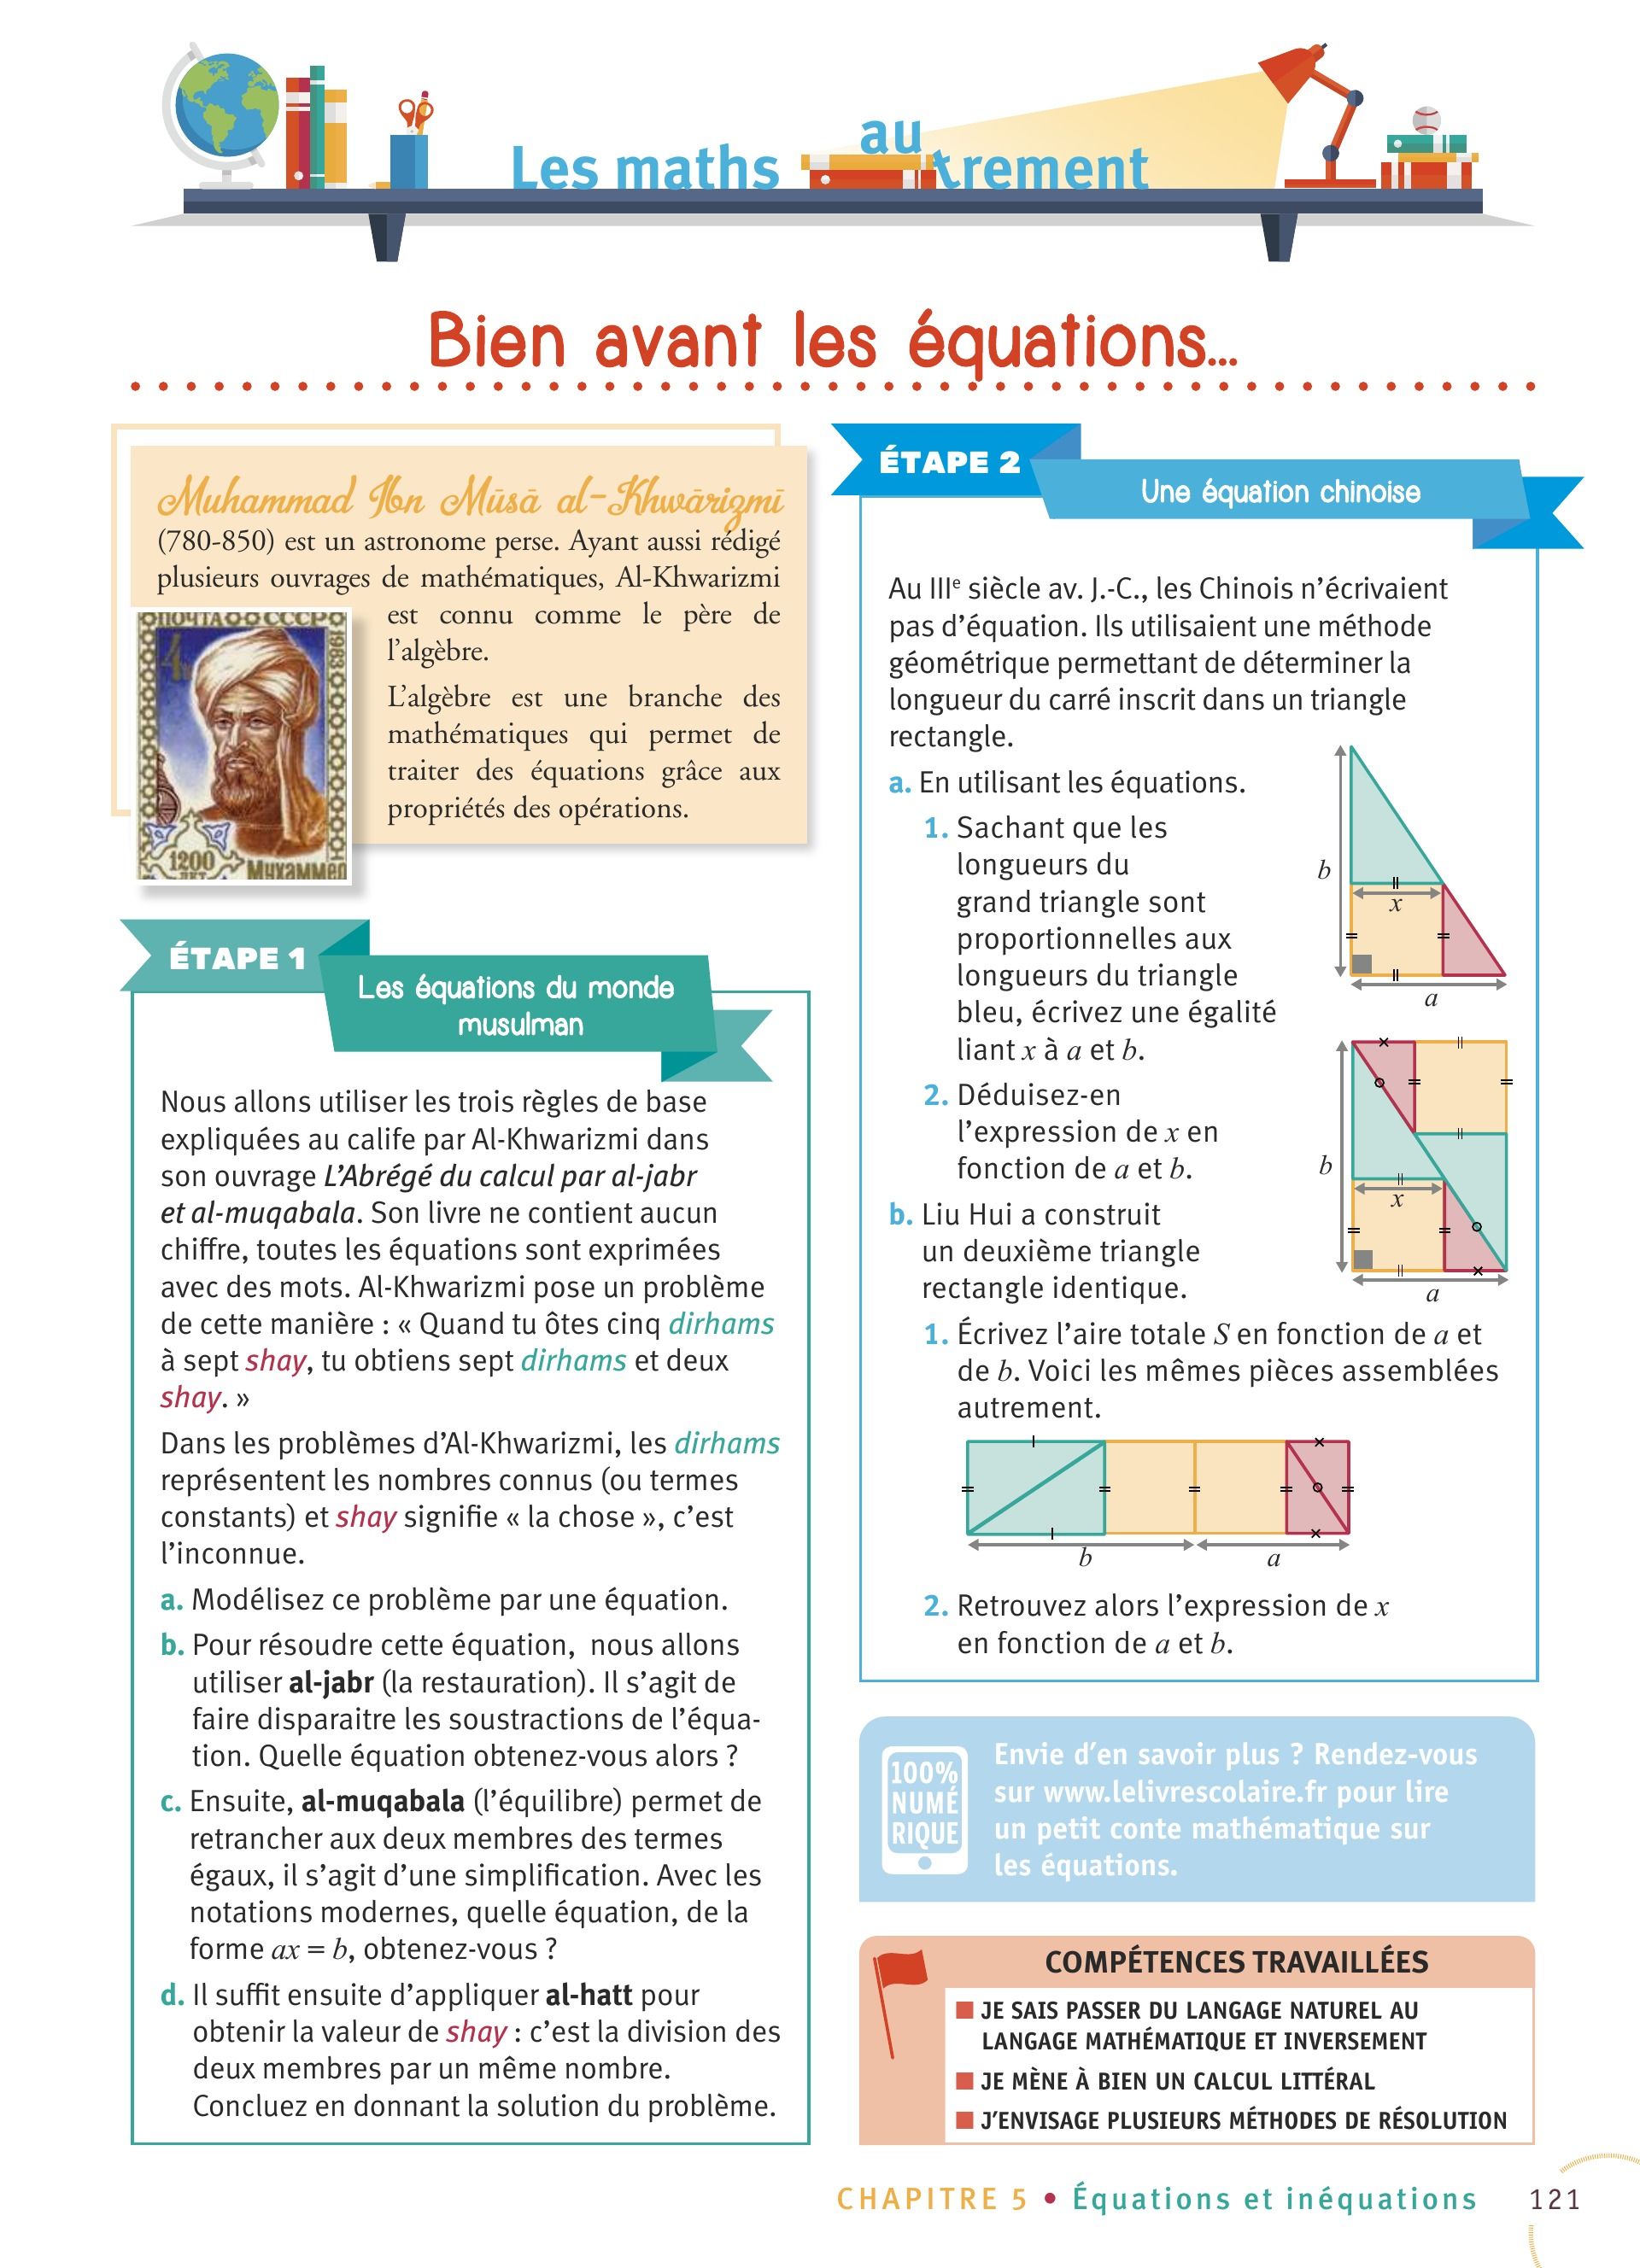 Les maths autrement
Bien avant les équations...
Muhammad Ibn Mūsā al-Khwārizmī
(780-850) est un astronome perse. Ayant aussi rédigé
plusieurs ouvrages de mathématiques, Al-Khwarizmi
est connu comme le père de
l'algèbre.
L'algèbre est une branche des
mathématiques qui permet de
traiter des équations grâce aux
propriétés des opérations.
ПОЧТА СССР
1983
4
1200
ЛЕТ
Мухаммед
ÉTAPE 1
Les équations du monde
musulman
Nous allons utiliser les trois règles de base
expliquées au calife par Al-Khwarizmi dans
son ouvrage L'Abrégé du calcul par al-jabr
et al-muqabala. Son livre ne contient aucun
chiffre, toutes les équations sont exprimées
avec des mots. Al-Khwarizmi pose un problème
de cette manière : « Quand tu ôtes cinq dirhams
à sept shay, tu obtiens sept dirhams et deux
shay. »
Dans les problèmes d'Al-Khwarizmi, les dirhams
représentent les nombres connus (ou termes
constants) et shay signifie « la chose », c'est
l'inconnue.
a. Modélisez ce problème par une équation.
b. Pour résoudre cette équation, nous allons
utiliser al-jabr (la restauration). Il s'agit de
faire disparaitre les soustractions de l'équa-
tion. Quelle équation obtenez-vous alors ?
c. Ensuite, al-muqabala (l'équilibre) permet de
retrancher aux deux membres des termes
égaux, il s'agit d'une simplification. Avec les
notations modernes, quelle équation, de la
forme ax = b, obtenez-vous ?
d. Il suffit ensuite d'appliquer al-hatt pour
obtenir la valeur de shay : c'est la division des
deux membres par un même nombre.
Concluez en donnant la solution du problème.
ÉTAPE 2
Une équation chinoise
Au IIIe siècle av. J.-C., les Chinois n'écrivaient
pas d'équation. Ils utilisaient une méthode
géométrique permettant de déterminer la
longueur du carré inscrit dans un triangle
rectangle.
a. En utilisant les équations.
1. Sachant que les
longueurs du
grand triangle sont
proportionnelles aux
longueurs du triangle
bleu, écrivez une égalité
liant x à a et b.
b
x
a
2. Déduisez-en
l'expression de x en
fonction de a et b.
b. Liu Hui a construit
un deuxième triangle
rectangle identique.
b
x
a
1. Écrivez l'aire totale S en fonction de a et
de b. Voici les mêmes pièces assemblées
autrement.
b a
2. Retrouvez alors l'expression de x
en fonction de a et b.
100%
NUMÉ
RIQUE
Envie d'en savoir plus ? Rendez-vous
sur www.lelivrescolaire.fr pour lire
un petit conte mathématique sur
les équations.
COMPÉTENCES TRAVAILLÉES
JE SAIS PASSER DU LANGAGE NATUREL AU
LANGAGE MATHÉMATIQUE ET INVERSEMENT
JE MÈNE À BIEN UN CALCUL LITTÉRAL
J'ENVISAGE PLUSIEURS MÉTHODES DE RÉSOLUTION
CHAPITRE 5 • Équations et inéquations 121